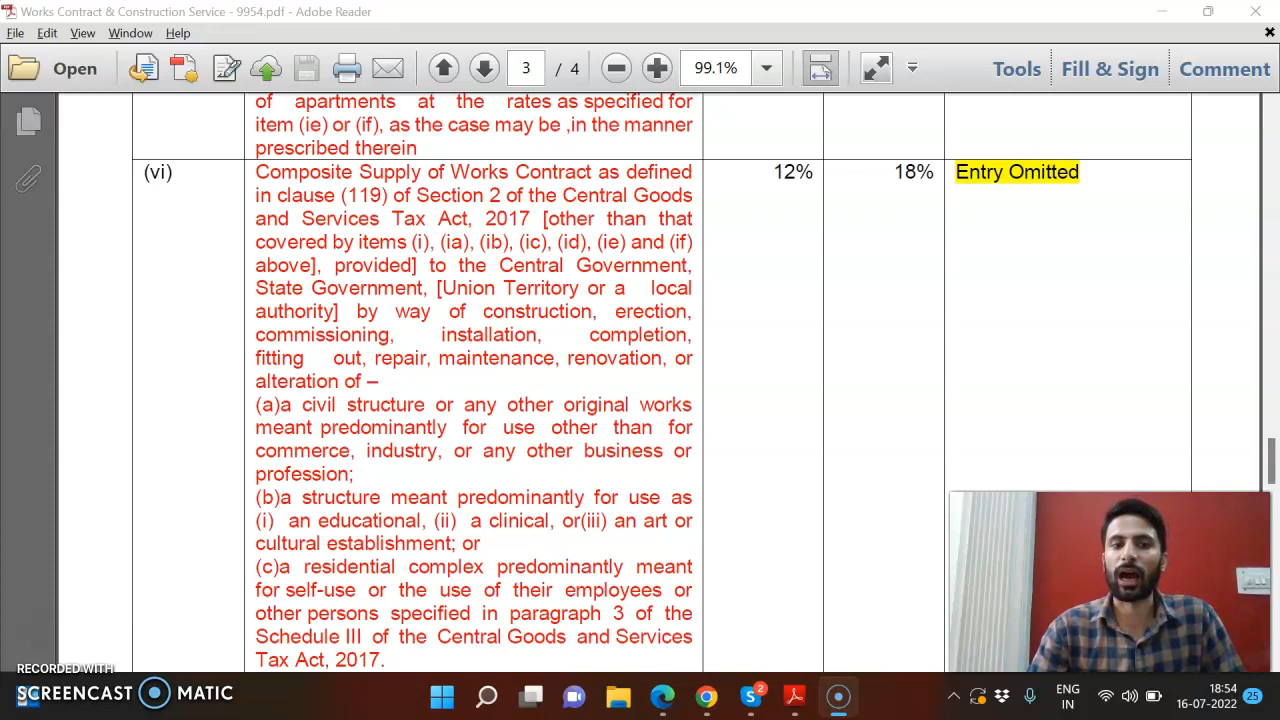 Works Contract & Construction Service - 9954.pdf - Adobe Reader
File Edit View Window Help
Open 3 / 4 99.1% Tools Fill & Sign Comment
of apartments at the rates as specified for
item (ie) or (if), as the case may be ,in the manner
prescribed therein
(vi) Composite Supply of Works Contract as defined 12% 18% Entry Omitted
in clause (119) of Section 2 of the Central Goods
and Services Tax Act, 2017 [other than that
covered by items (i), (ia), (ib), (ic), (id), (ie) and (if)
above], provided] to the Central Government,
State Government, [Union Territory or a local
authority] by way of construction, erection,
commissioning, installation, completion,
fitting out, repair, maintenance, renovation, or
alteration of –
(a)a civil structure or any other original works
meant predominantly for use other than for
commerce, industry, or any other business or
profession;
(b)a structure meant predominantly for use as
(i) an educational, (ii) a clinical, or(iii) an art or
cultural establishment; or
(c)a residential complex predominantly meant
for self-use or the use of their employees or
other persons specified in paragraph 3 of the
Schedule III of the Central Goods and Services
Tax Act, 2017.
RECORDED WITH
SCREENCAST MATIC
2
ENG
IN
18:54
16-07-2022
25